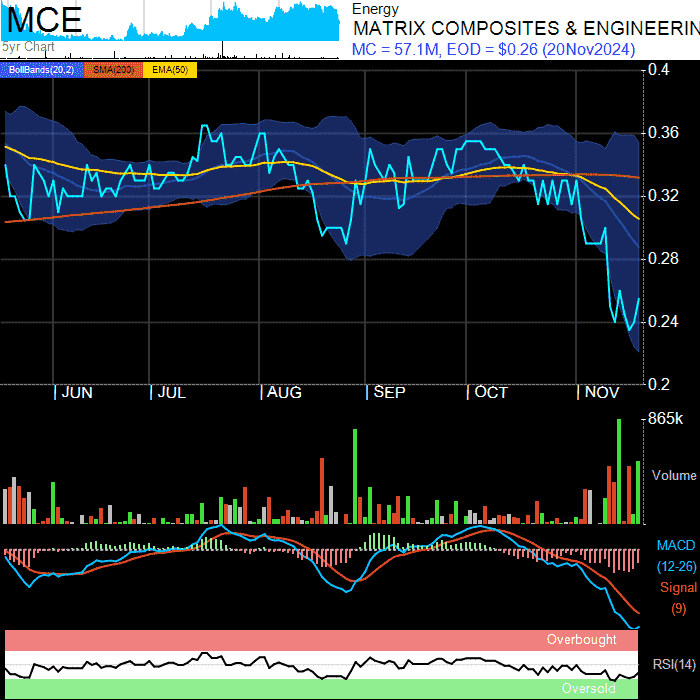 MCE
5yr Chart
Energy
MATRIX COMPOSITES & ENGINEERIN
MC = 57.1M, EOD = $0.26 (20Nov2024)
BollBands(20,2) SMA(200) EMA(50)
0.4
0.36
0.32
0.28
0.24
0.2
JUN JUL AUG SEP OCT NOV
865k
Volume
MACD
(12-26)
Signal
(9)
Overbought
RSI(14)
Oversold